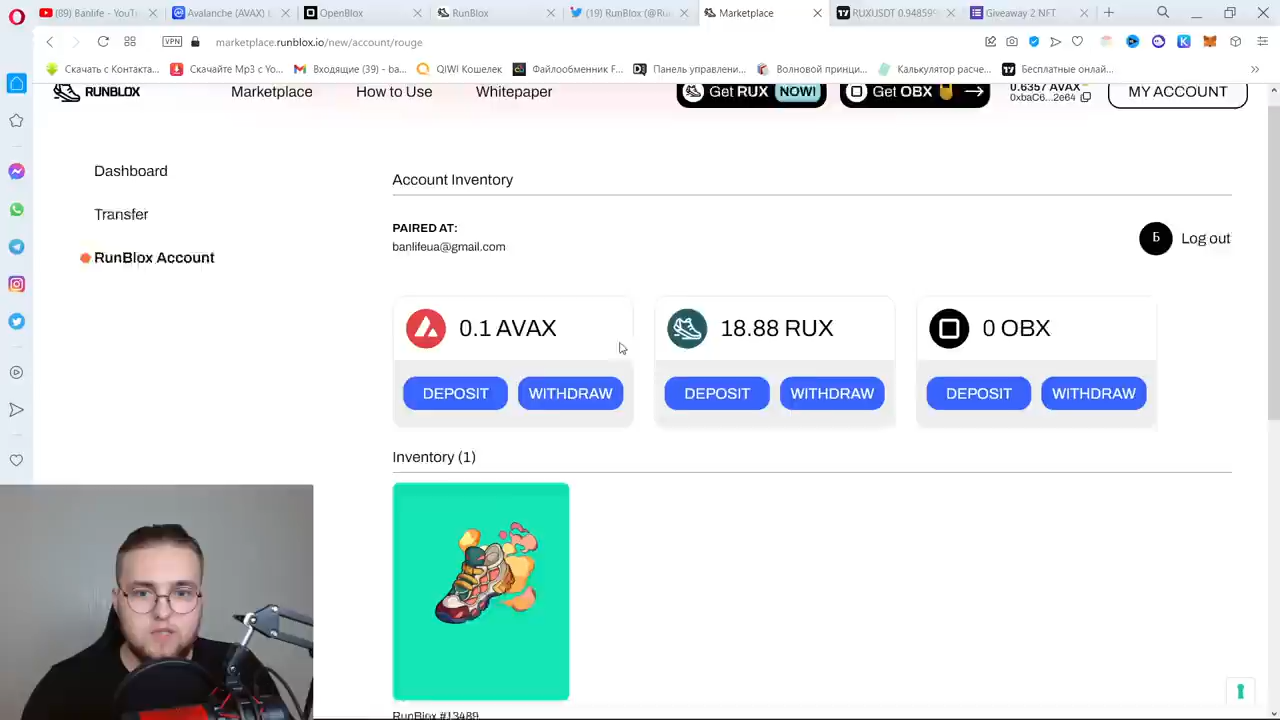 (89) Banlife - YouT
Avalanche (AVAX) I
OpenBlox
RunBlox
(19) RunBlox (@Ru
Marketplace
RUXUSDT 0.94859
Giveaway 2 NFT
VPN
marketplace.runblox.io/new/account/rouge
Скачать с Контакта...
Скачайте Mp3 с Yo...
Входящие (39) - ba...
QIWI Кошелек
Файлообменник F...
Панель управлени...
Волновой принци...
Калькулятор расче...
Бесплатные онлай...
RUNBLOX
Marketplace
How to Use
Whitepaper
Get RUX NOW!
Get OBX
0.6357 AVAX
0xbaC6...2e64
MY ACCOUNT
Dashboard
Transfer
RunBlox Account
Account Inventory
PAIRED AT:
banlifeua@gmail.com
Б
Log out
0.1 AVAX
DEPOSIT
WITHDRAW
18.88 RUX
DEPOSIT
WITHDRAW
0 OBX
DEPOSIT
WITHDRAW
Inventory (1)
RunBlox #13489